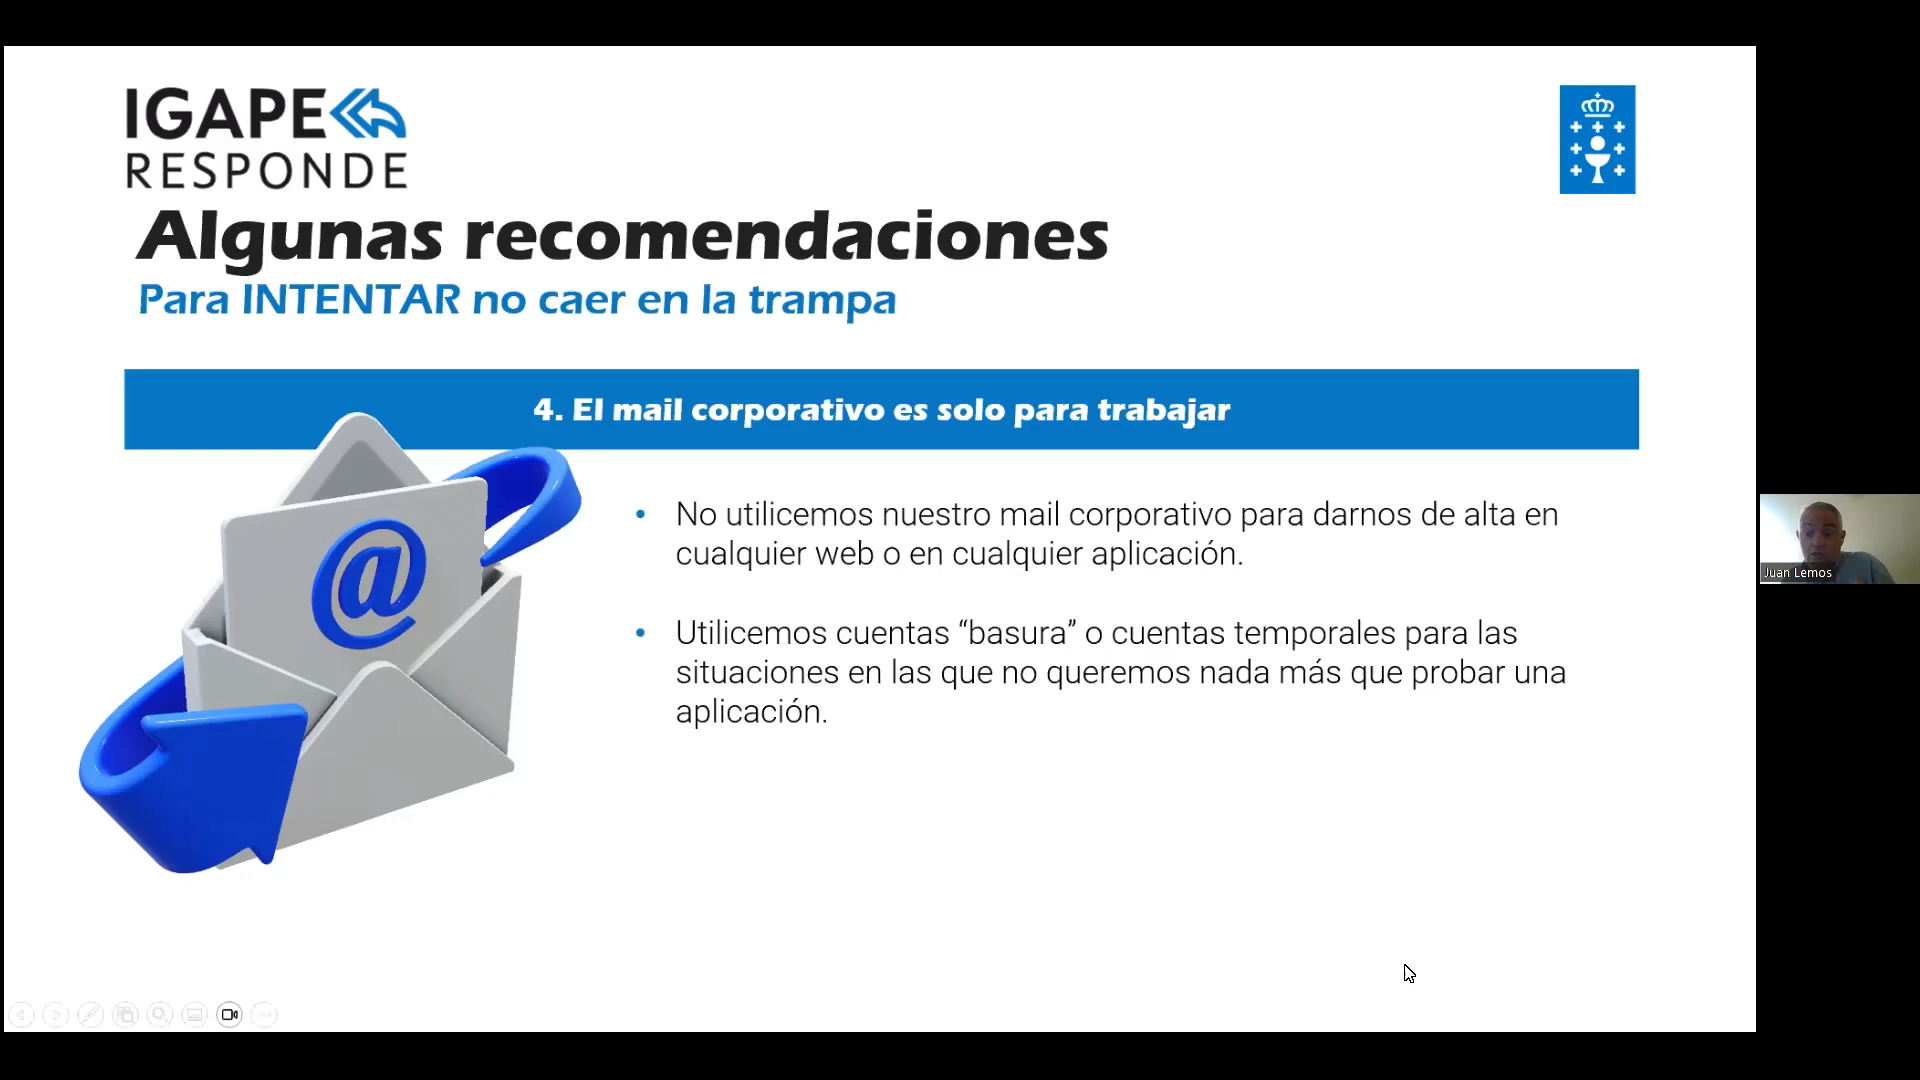 IGAPE
RESPONDE
Algunas recomendaciones
Para INTENTAR no caer en la trampa
4. El mail corporativo es solo para trabajar
@
• No utilicemos nuestro mail corporativo para darnos de alta en
cualquier web o en cualquier aplicación.
• Utilicemos cuentas “basura” o cuentas temporales para las
situaciones en las que no queremos nada más que probar una
aplicación.
Juan Lemos